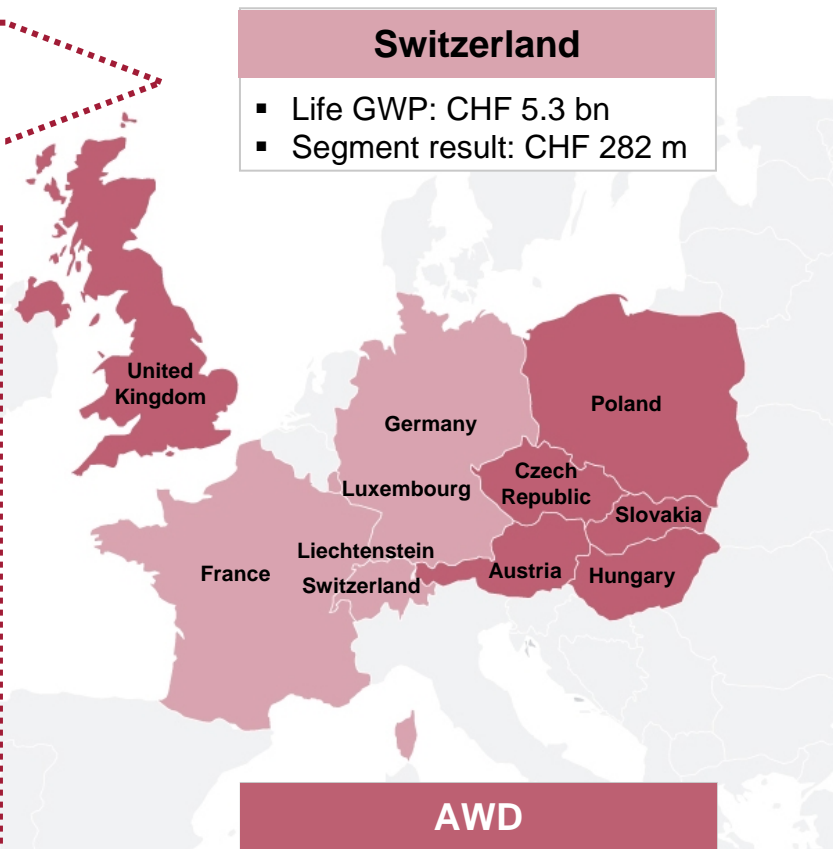 Switzerland
▪ Life GWP: CHF 5.3 bn
▪ Segment result: CHF 282 m
United
Kingdom
Poland
Germany
Czech
Republic
Luxembourg
Slovakia
Liechtenstein
France
Switzerland
Austria
Hungary
AWD